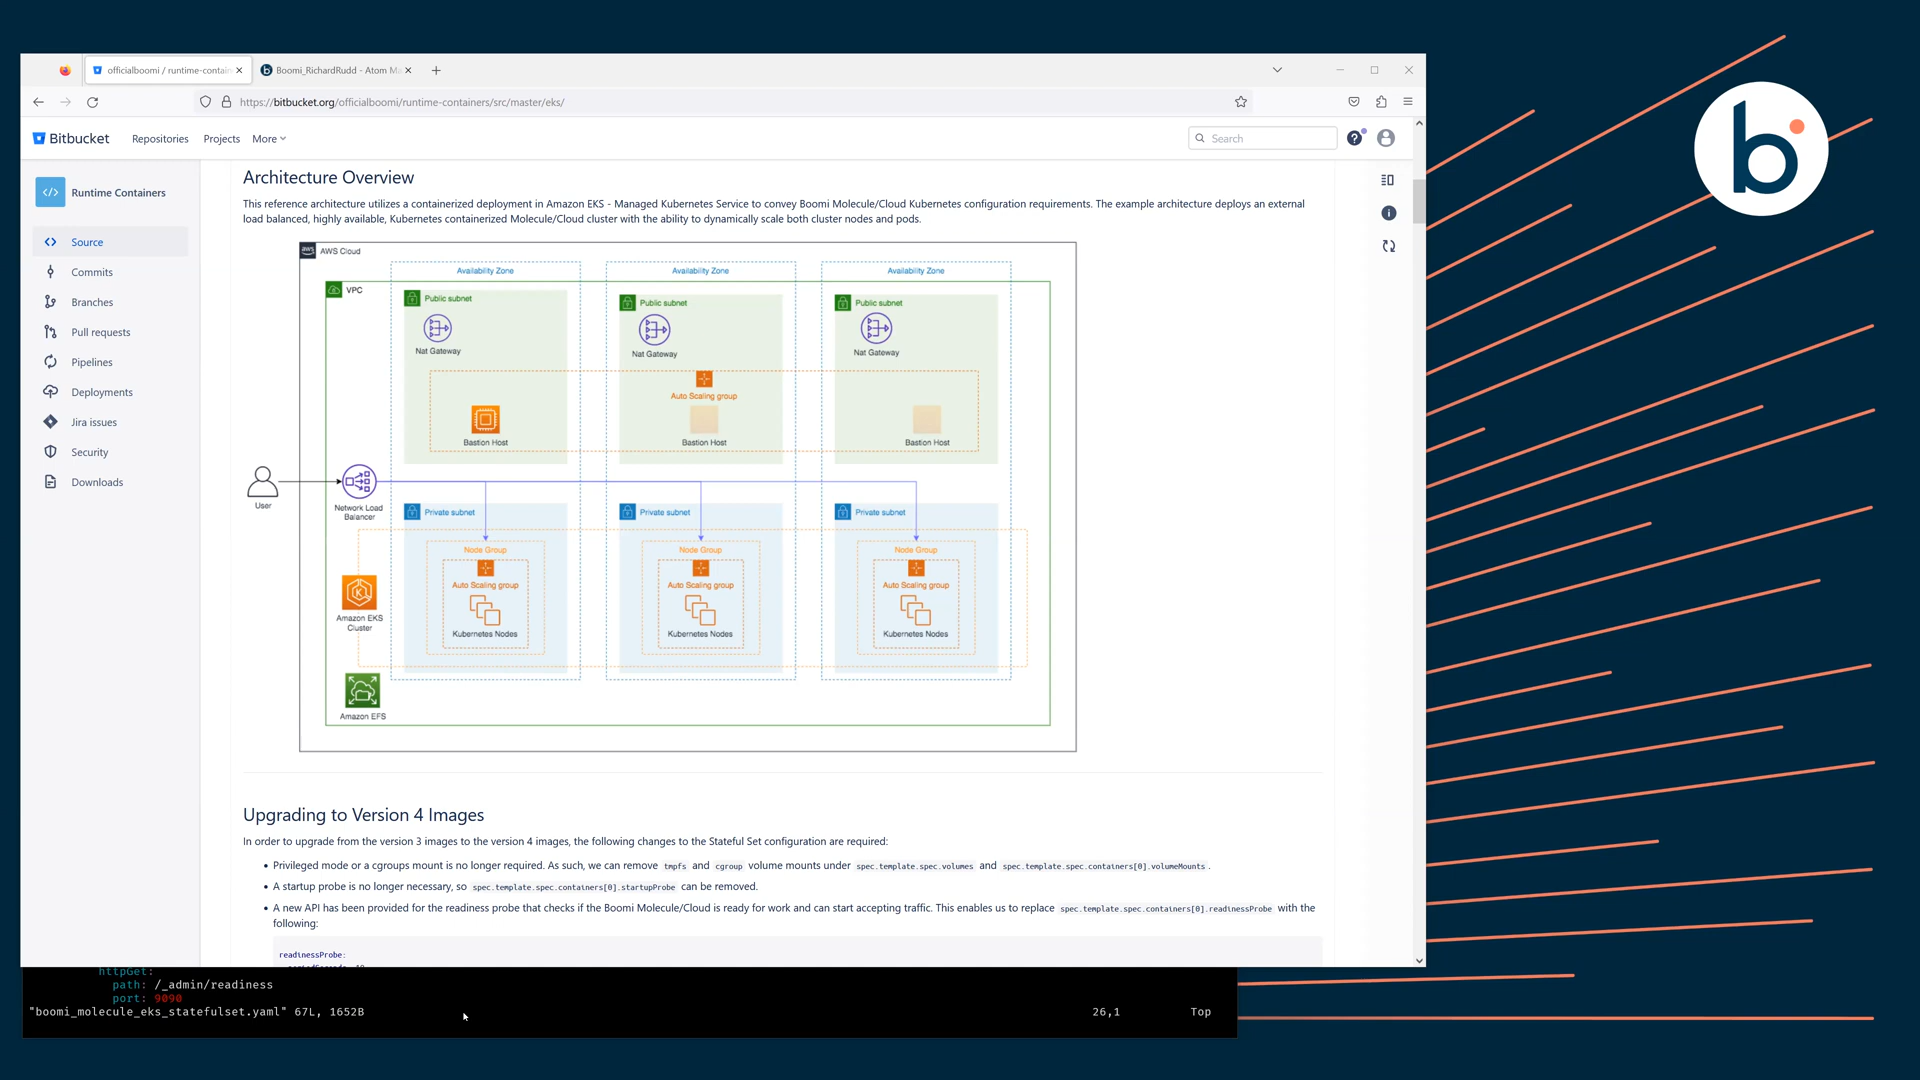 officialboomi / runtime-contain
Boomi_RichardRudd - Atom M
https://bitbucket.org/officialboomi/runtime-containers/src/master/eks/
Bitbucket
Repositories
Projects
More
Search
Runtime Containers
Source
Commits
Branches
Pull requests
Pipelines
Deployments
Jira issues
Security
Downloads
Architecture Overview
This reference architecture utilizes a containerized deployment in Amazon EKS - Managed Kubernetes Service to convey Boomi Molecule/Cloud Kubernetes configuration requirements. The example architecture deploys an external
load balanced, highly available, Kubernetes containerized Molecule/Cloud cluster with the ability to dynamically scale both cluster nodes and pods.
aws
AWS Cloud
Availability Zone
Availability Zone
Availability Zone
VPC
Public subnet
Public subnet
Public subnet
Nat Gateway
Nat Gateway
Nat Gateway
Auto Scaling group
Bastion Host
Bastion Host
Bastion Host
User
Network Load
Balancer
Private subnet
Private subnet
Private subnet
Node Group
Node Group
Node Group
Auto Scaling group
Auto Scaling group
Auto Scaling group
Amazon EKS
Cluster
Kubernetes Nodes
Kubernetes Nodes
Kubernetes Nodes
Amazon EFS
Upgrading to Version 4 Images
In order to upgrade from the version 3 images to the version 4 images, the following changes to the Stateful Set configuration are required:
• Privileged mode or a cgroups mount is no longer required. As such, we can remove tmpfs and cgroup volume mounts under spec.template.spec.volumes and spec.template.spec.containers[0].volumeMounts .
• A startup probe is no longer necessary, so spec.template.spec.containers[0].startupProbe can be removed.
• A new API has been provided for the readiness probe that checks if the Boomi Molecule/Cloud is ready for work and can start accepting traffic. This enables us to replace spec.template.spec.containers[0].readinessProbe with the
following:
readinessProbe:
httpGet:
path: /_admin/readiness
port: 9090
"boomi_molecule_eks_statefulset.yaml" 67L, 1652B
26,1
Top
b